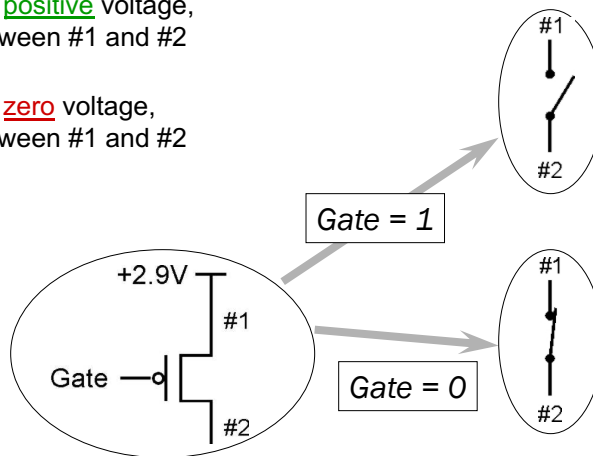 positive voltage,
ween #1 and #2
zero voltage,
ween #1 and #2
#1
#2
Gate = 1
+2.9V
#1
Gate
#2
Gate = 0
#1
#2